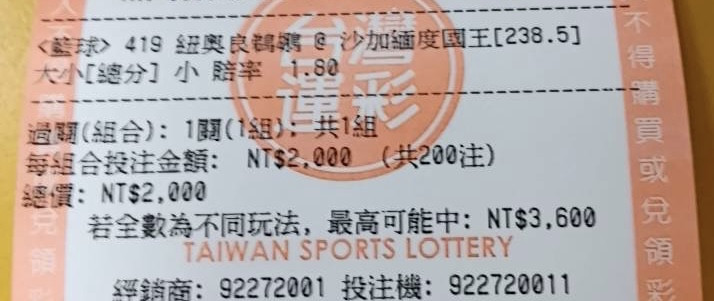 <籃球> 419 紐奧良鵜鶘 @ 沙加緬度國王[238.5]
大小[總分] 小 賠率 1.80
過關(組合): 1關(1組); 共1組
每組合投注金額: NT$2,000 (共200注)
總價: NT$2,000
若全數為不同玩法, 最高可能中: NT$3,600
TAIWAN SPORTS LOTTERY
經銷商: 92272001 投注機: 922720011
台灣
運彩
不得購買或兌領彩
兌領